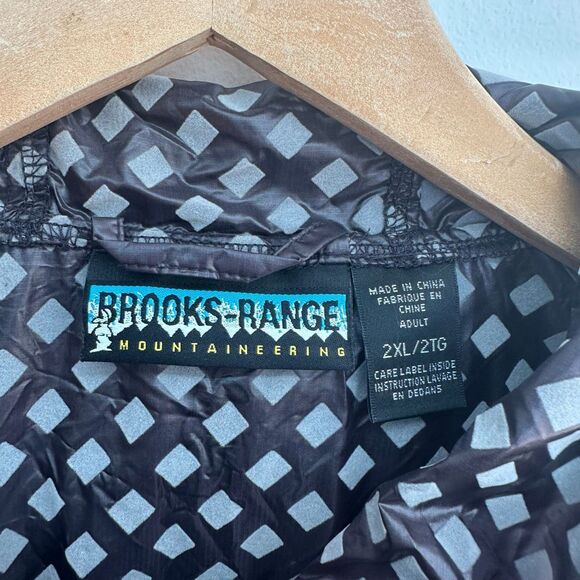 BROOKS-RANGE
MOUNTAINEERING
MADE IN CHINA
FABRIQUE EN
CHINE
ADULT
2XL/2TG
CARE LABEL INSIDE
INSTRUCTION LAVAGE
EN DEDANS